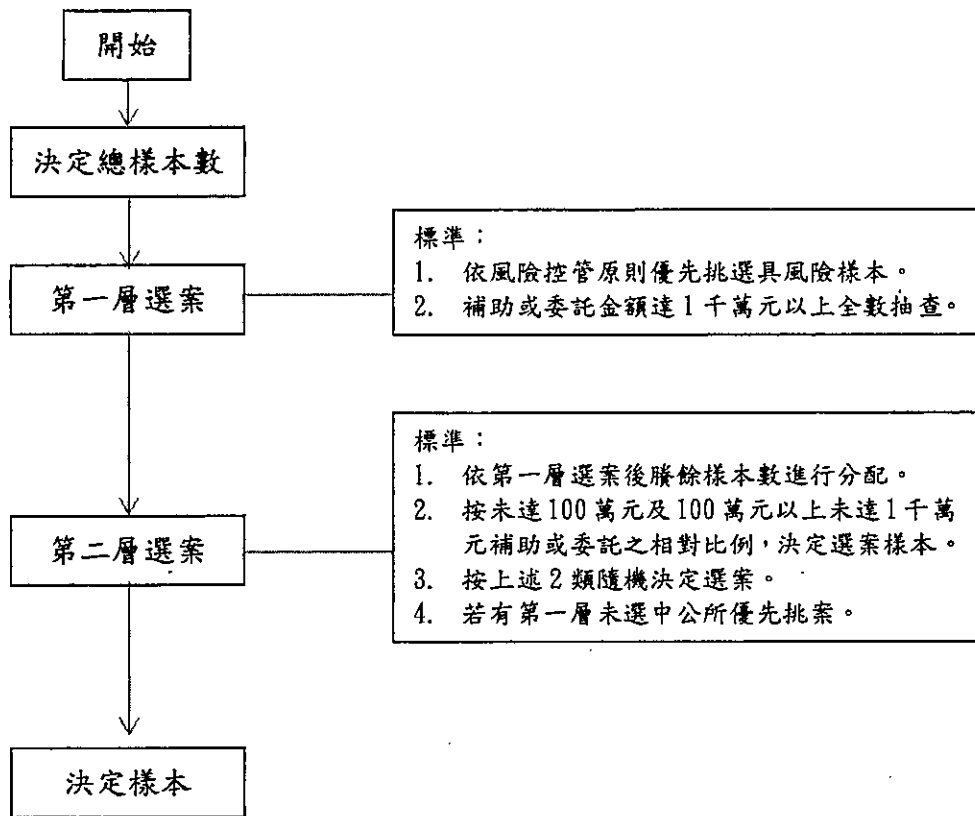 開始
決定總樣本數
第一層選案
標準：
1. 依風險控管原則優先挑選具風險樣本。
2. 補助或委託金額達1千萬元以上全數抽查。
第二層選案
標準：
1. 依第一層選案後賸餘樣本數進行分配。
2. 按未達100萬元及100萬元以上未達1千萬
元補助或委託之相對比例，決定選案樣本。
3. 按上述2類隨機決定選案。
4. 若有第一層未選中公所優先挑案。
決定樣本